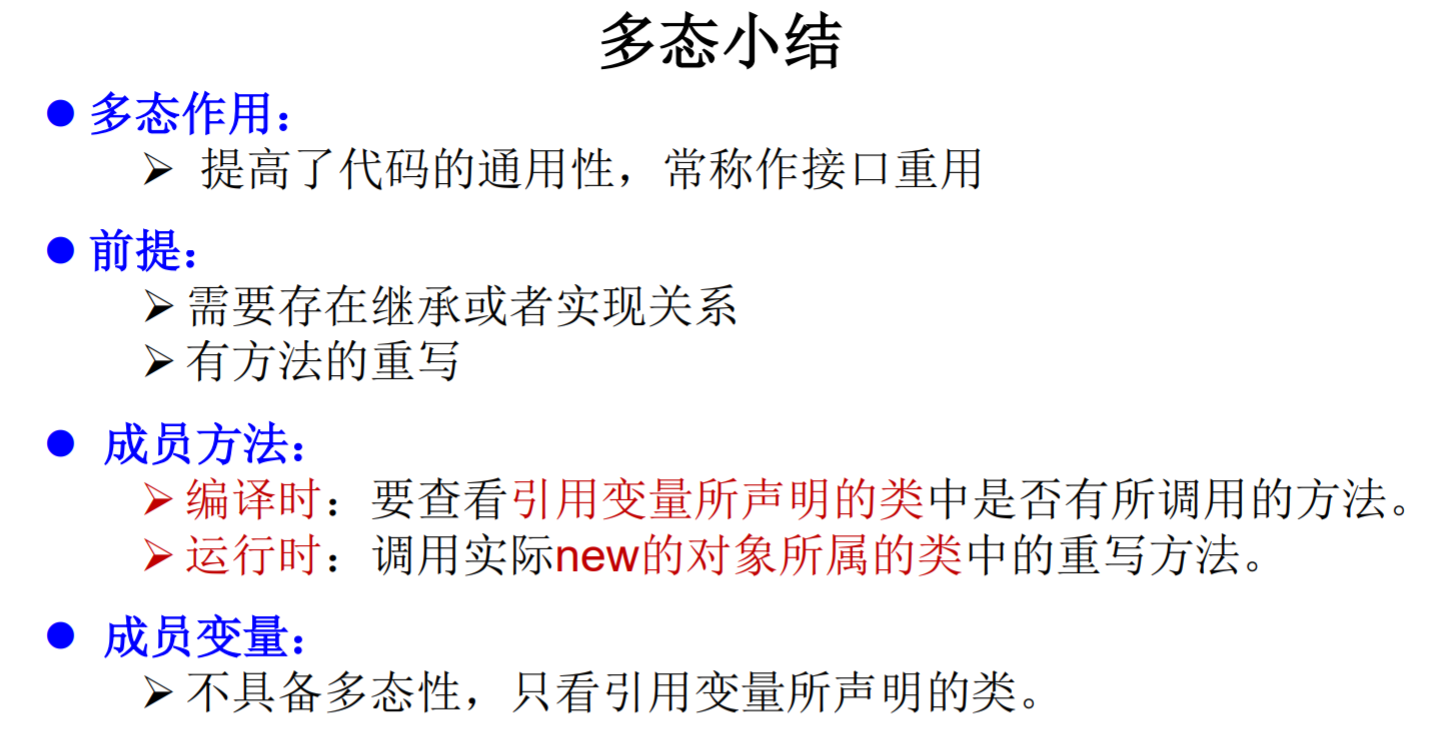 多态小结
● 多态作用：
➢ 提高了代码的通用性，常称作接口重用
● 前提：
➢ 需要存在继承或者实现关系
➢ 有方法的重写
● 成员方法：
➢ 编译时：要查看引用变量所声明的类中是否有所调用的方法。
➢ 运行时：调用实际new的对象所属的类中的重写方法。
● 成员变量：
➢ 不具备多态性，只看引用变量所声明的类。